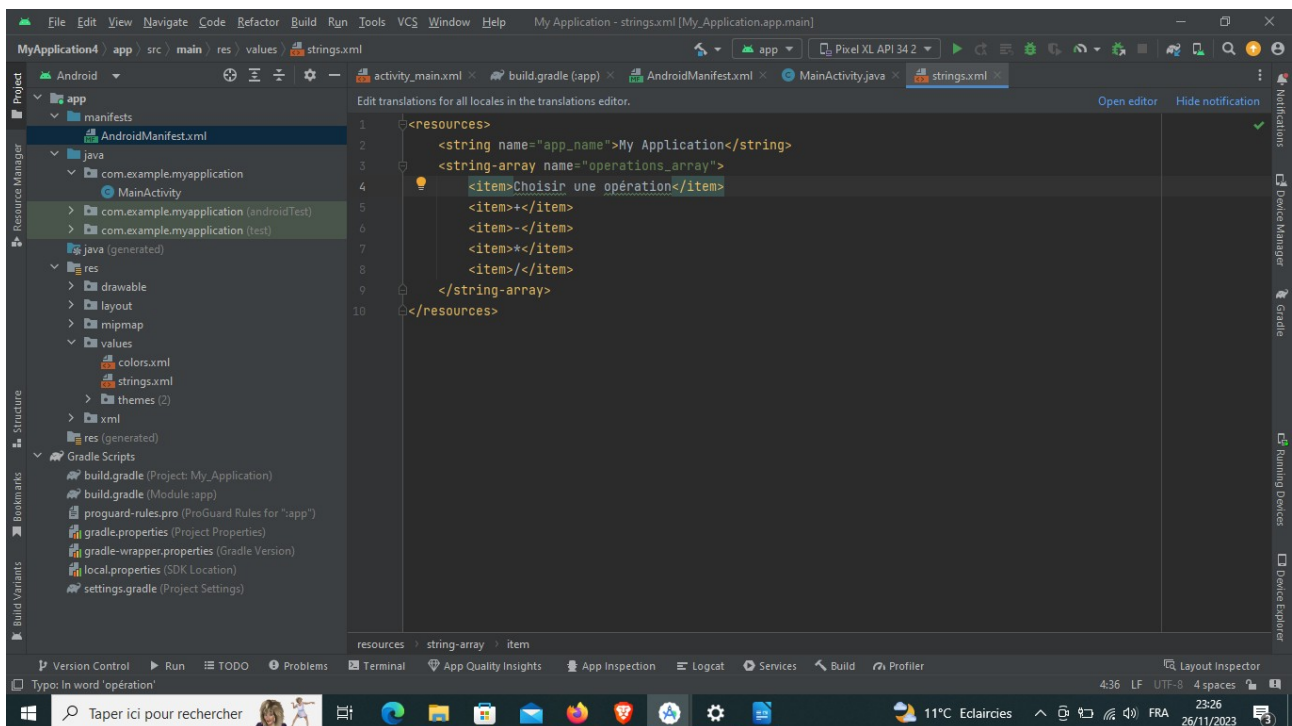 File Edit View Navigate Code Refactor Build Run Tools VCS Window Help My Application - strings.xml [My_Application.app.main]
MyApplication4 app src main res values strings.xml
app Pixel XL API 34 2
Project
Android
activity_main.xml build.gradle (:app) AndroidManifest.xml MainActivity.java strings.xml
Edit translations for all locales in the translations editor. Open editor Hide notification
app
manifests
AndroidManifest.xml
java
com.example.myapplication
MainActivity
com.example.myapplication (androidTest)
com.example.myapplication (test)
java (generated)
res
drawable
layout
mipmap
values
colors.xml
strings.xml
themes (2)
xml
res (generated)
Gradle Scripts
build.gradle (Project: My_Application)
build.gradle (Module :app)
proguard-rules.pro (ProGuard Rules for ":app")
gradle.properties (Project Properties)
gradle-wrapper.properties (Gradle Version)
local.properties (SDK Location)
settings.gradle (Project Settings)
1 <resources>
2 <string name="app_name">My Application</string>
3 <string-array name="operations_array">
4 <item>Choisir une opération</item>
5 <item>+</item>
6 <item>-</item>
7 <item>*</item>
8 <item>/</item>
9 </string-array>
10 </resources>
Resource Manager
Structure
Bookmarks
Build Variants
Notifications
Device Manager
Gradle
Running Devices
Device Explorer
resources string-array item
Version Control Run TODO Problems Terminal App Quality Insights App Inspection Logcat Services Build Profiler Layout Inspector
Typo: In word 'opération' 4:36 LF UTF-8 4 spaces
Taper ici pour rechercher 11°C Eclaircies FRA 23:26
26/11/2023
3